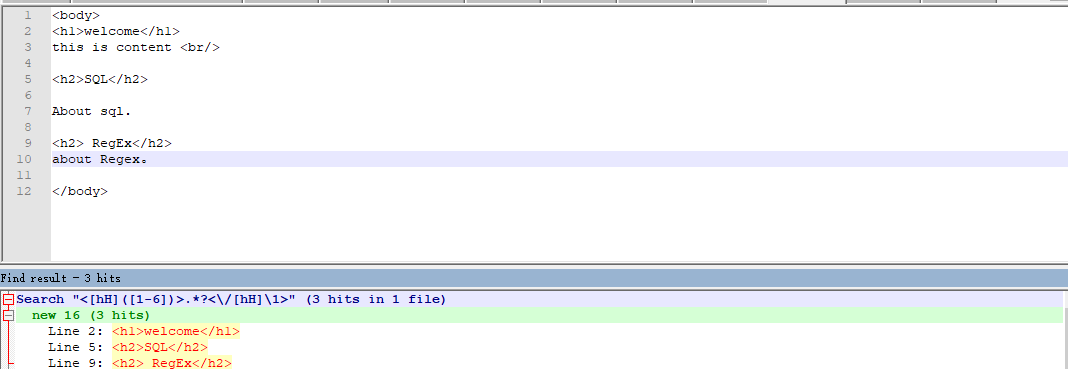 1 <body>
2 <h1>welcome</h1>
3 this is content <br/>
4
5 <h2>SQL</h2>
6
7 About sql.
8
9 <h2> RegEx</h2>
10 about Regex。
11
12 </body>
Find result - 3 hits
Search "<[hH]([1-6])>.*?<\/[hH]\1>" (3 hits in 1 file)
new 16 (3 hits)
Line 2: <h1>welcome</h1>
Line 5: <h2>SQL</h2>
Line 9: <h2> RegEx</h2>